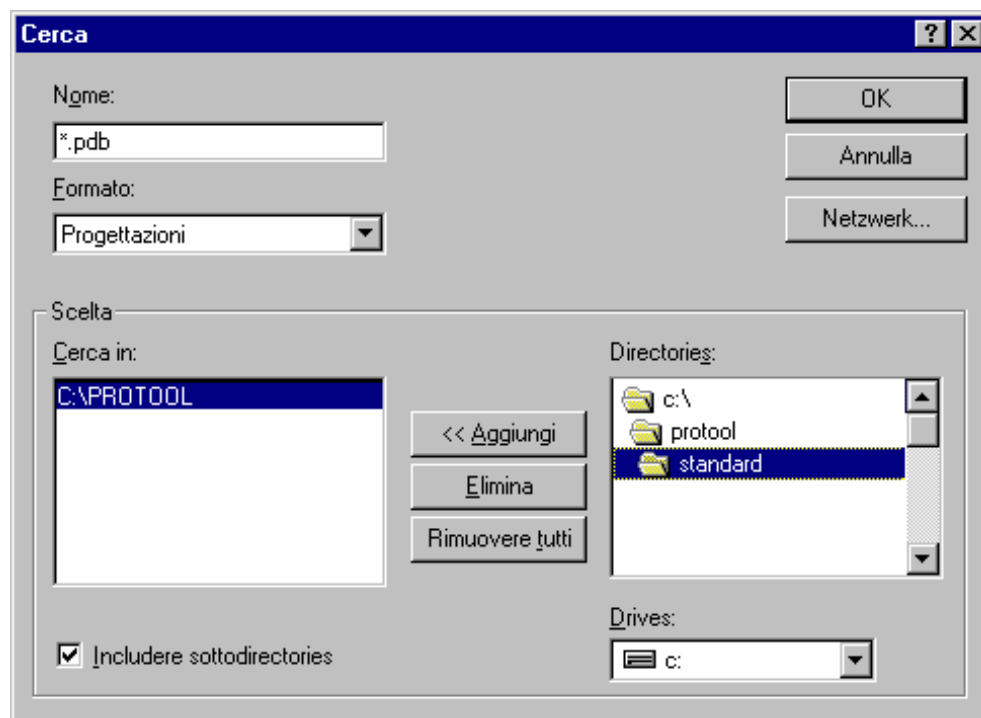 Cerca
Nome:
*.pdb
Formato:
Progettazioni
OK
Annulla
Netzwerk...
Scelta
Cerca in:
C:\PROTOOL
<< Aggiungi
Elimina
Rimuovere tutti
Directories:
c:\
protool
standard
Includere sottodirectories
Drives:
c: